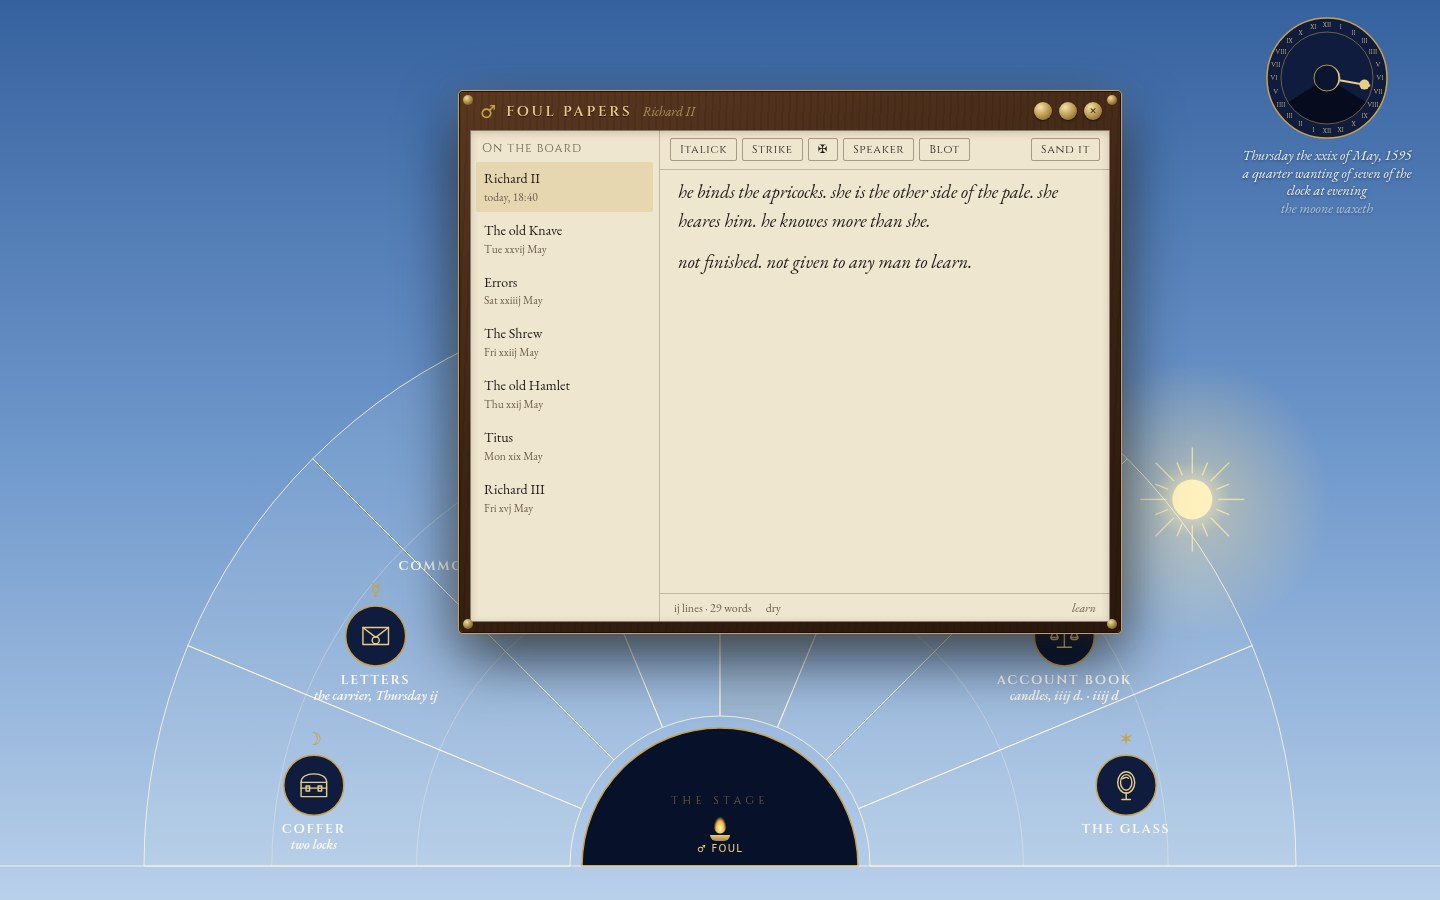 Thursday the xxix of May, 1595
a quarter wanting of seven of the
clock at evening
the moone waxeth
FOUL PAPERS Richard II
ON THE BOARD
Richard II
today, 18:40
The old Knave
Tue xxvij May
Errors
Sat xxiiij May
The Shrew
Fri xxiij May
The old Hamlet
Thu xxij May
Titus
Mon xix May
Richard III
Fri xvj May
ITALICK STRIKE ✠ SPEAKER BLOT SAND IT
he binds the apricocks. she is the other side of the pale. she
heares him. he knowes more than she.
not finished. not given to any man to learn.
ij lines · 29 words dry learn
COMMO
LETTERS
the carrier, Thursday ij
COFFER
two locks
THE STAGE
♂ FOUL
ACCOUNT BOOK
candles, iiij d. · iiij d
THE GLASS